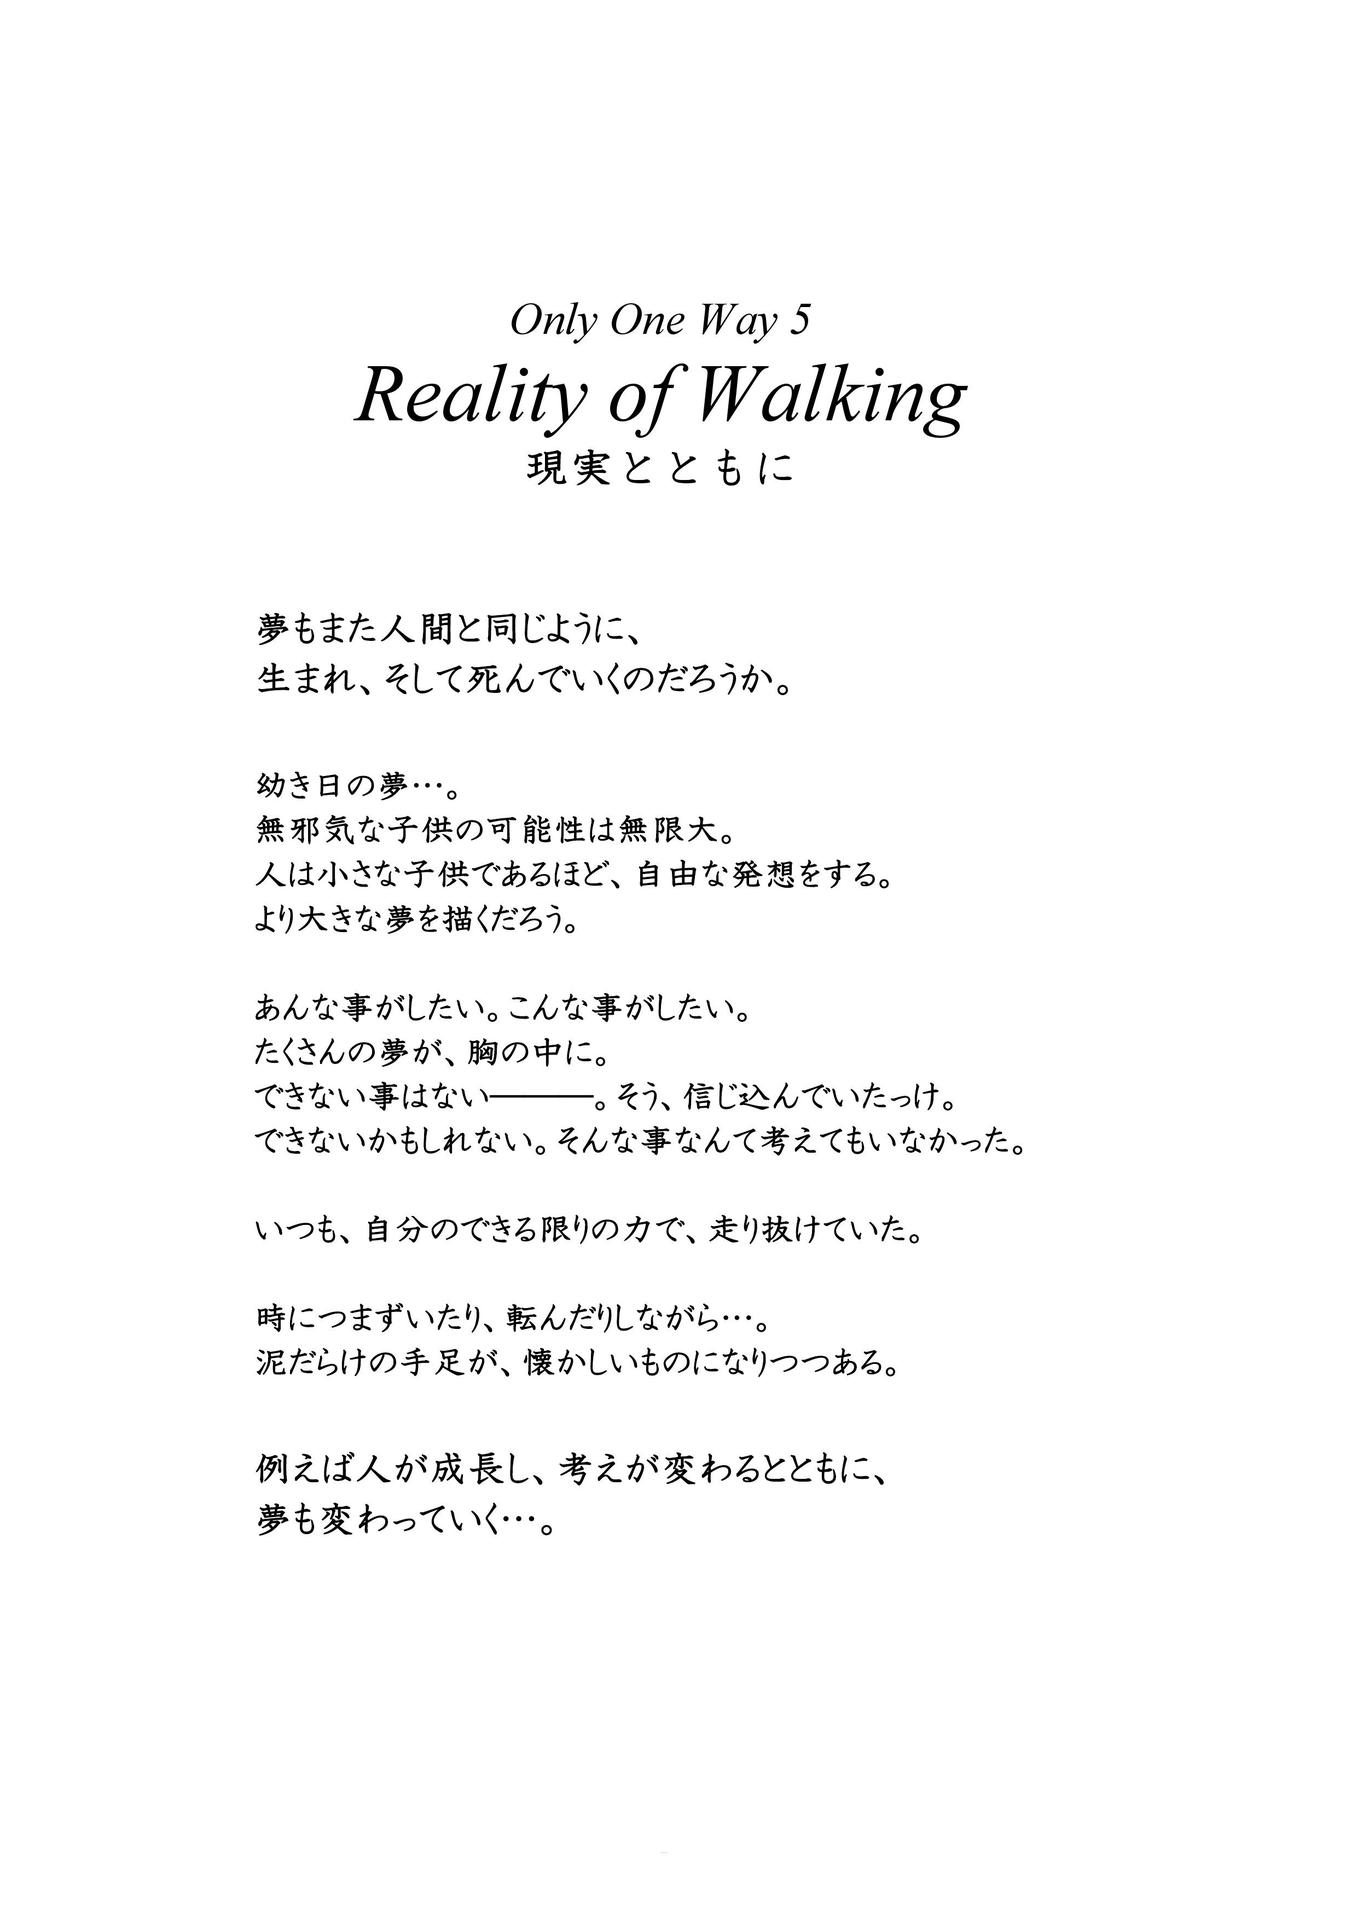 Only One Way 5
Reality of Walking
現実とともに
夢もまた人間と同じように、
生まれ、そして死んでいくのだろうか。
幼き日の夢…。
無邪気な子供の可能性は無限大。
人は小さな子供であるほど、自由な発想をする。
より大きな夢を描くだろう。
あんな事がしたい。こんな事がしたい。
たくさんの夢が、胸の中に。
できない事はない―――。そう、信じ込んでいたっけ。
できないかもしれない。そんな事なんて考えてもいなかった。
いつも、自分のできる限りの力で、走り抜けていた。
時につまずいたり、転んだりしながら…。
泥だらけの手足が、懐かしいものになりつつある。
例えば人が成長し、考えが変わるとともに、
夢も変わっていく…。